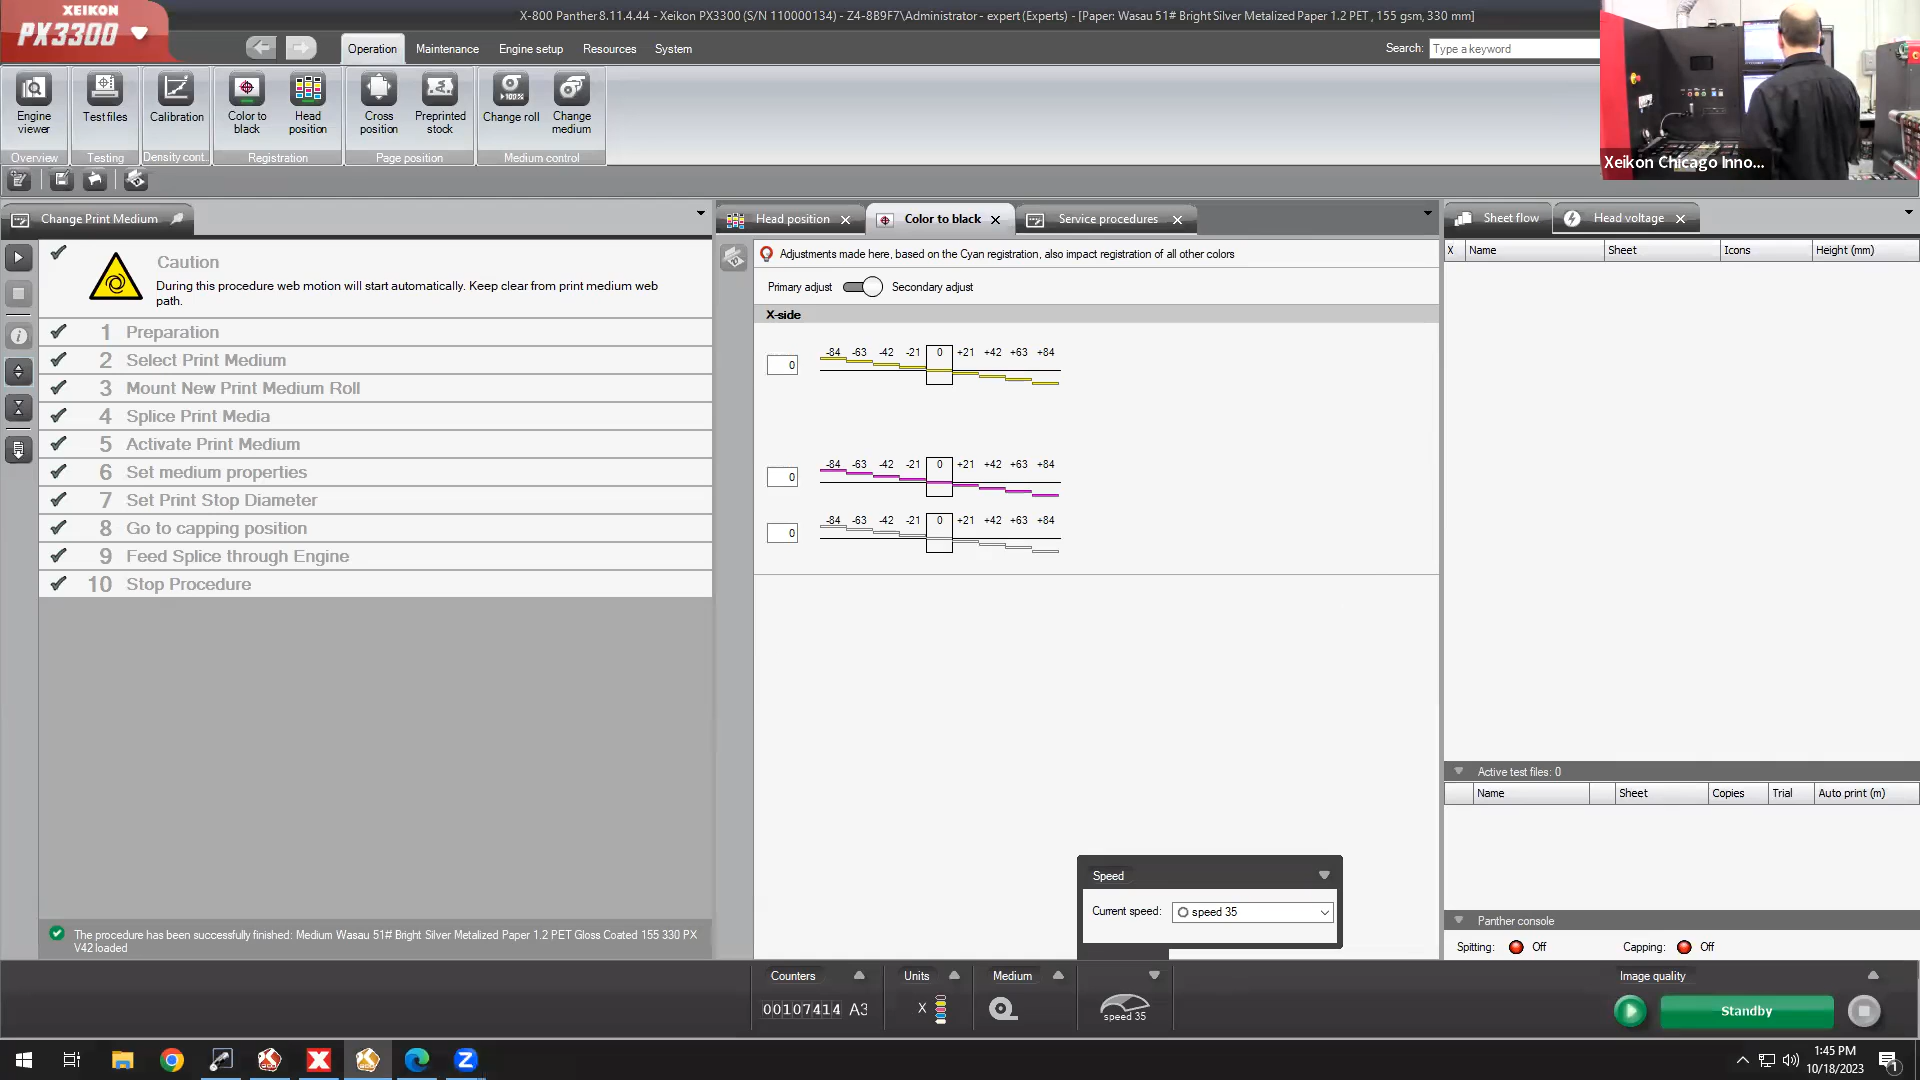 XEIKON
PX3300
X-800 Panther 8.11.4.44 - Xeikon PX3300 (S/N 110000134) - Z4-8B9F7\Administrator - expert (Experts) - [Paper: Wasau 51# Bright Silver Metalized Paper 1.2 PET , 155 gsm, 330 mm]
Operation Maintenance Engine setup Resources System
Search: Type a keyword
Engine viewer
Test files
Calibration
Color to black
Head position
Cross position
Preprinted stock
Change roll
Change medium
Overview Testing Density cont... Registration Page position Medium control
Xeikon Chicago Inno...
Change Print Medium
Caution
During this procedure web motion will start automatically. Keep clear from print medium web
path.
1 Preparation
2 Select Print Medium
3 Mount New Print Medium Roll
4 Splice Print Media
5 Activate Print Medium
6 Set medium properties
7 Set Print Stop Diameter
8 Go to capping position
9 Feed Splice through Engine
10 Stop Procedure
The procedure has been successfully finished: Medium Wasau 51# Bright Silver Metalized Paper 1.2 PET Gloss Coated 155 330 PX
V42 loaded
Head position Color to black Service procedures
Adjustments made here, based on the Cyan registration, also impact registration of all other colors
Primary adjust Secondary adjust
X-side
-84 -63 -42 -21 0 +21 +42 +63 +84
0
-84 -63 -42 -21 0 +21 +42 +63 +84
0
-84 -63 -42 -21 0 +21 +42 +63 +84
0
Speed
Current speed: speed 35
Sheet flow Head voltage
X Name Sheet Icons Height (mm)
Active test files: 0
Name Sheet Copies Trial Auto print (m)
Panther console
Spitting: Off Capping: Off
Counters Units Medium
00107414 A3 X
speed 35
Image quality
Standby
1:45 PM
10/18/2023
1